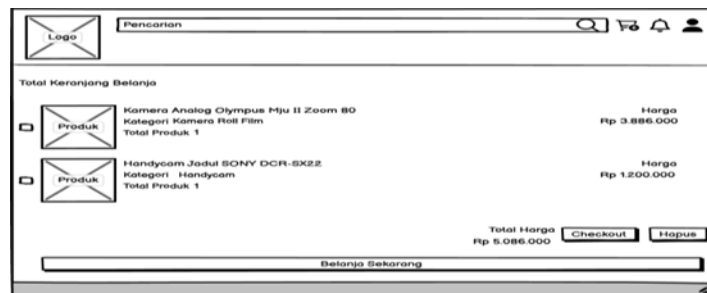 Logo
Pencarian
Total Keranjang Belanja
Produk
Kamera Analog Olympus Mju II Zoom 80
Kategori Kamera Roll Film
Total Produk 1
Harga
Rp 3.886.000
Produk
Handycam Jadul SONY DCR-SX22
Kategori Handycam
Total Produk 1
Harga
Rp 1.200.000
Total Harga
Rp 5.086.000
Checkout
Hapus
Belanja Sekarang